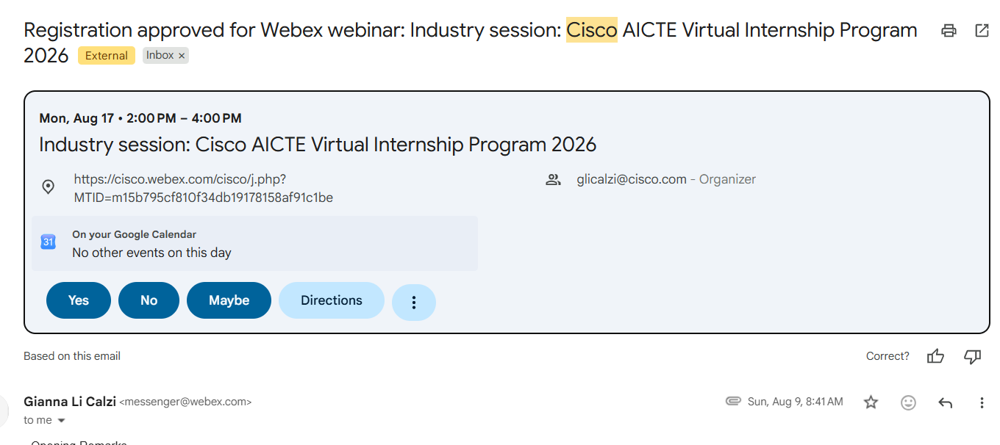 Registration approved for Webex webinar: Industry session: Cisco AICTE Virtual Internship Program
2026 External Inbox ×
Mon, Aug 17 • 2:00 PM – 4:00 PM
Industry session: Cisco AICTE Virtual Internship Program 2026
https://cisco.webex.com/cisco/j.php?
MTID=m15b795cf810f34db19178158af91c1be
glicalzi@cisco.com - Organizer
31
On your Google Calendar
No other events on this day
Yes No Maybe Directions
Based on this email
Correct?
Gianna Li Calzi <messenger@webex.com>
Sun, Aug 9, 8:41 AM
to me
Opening Remarks